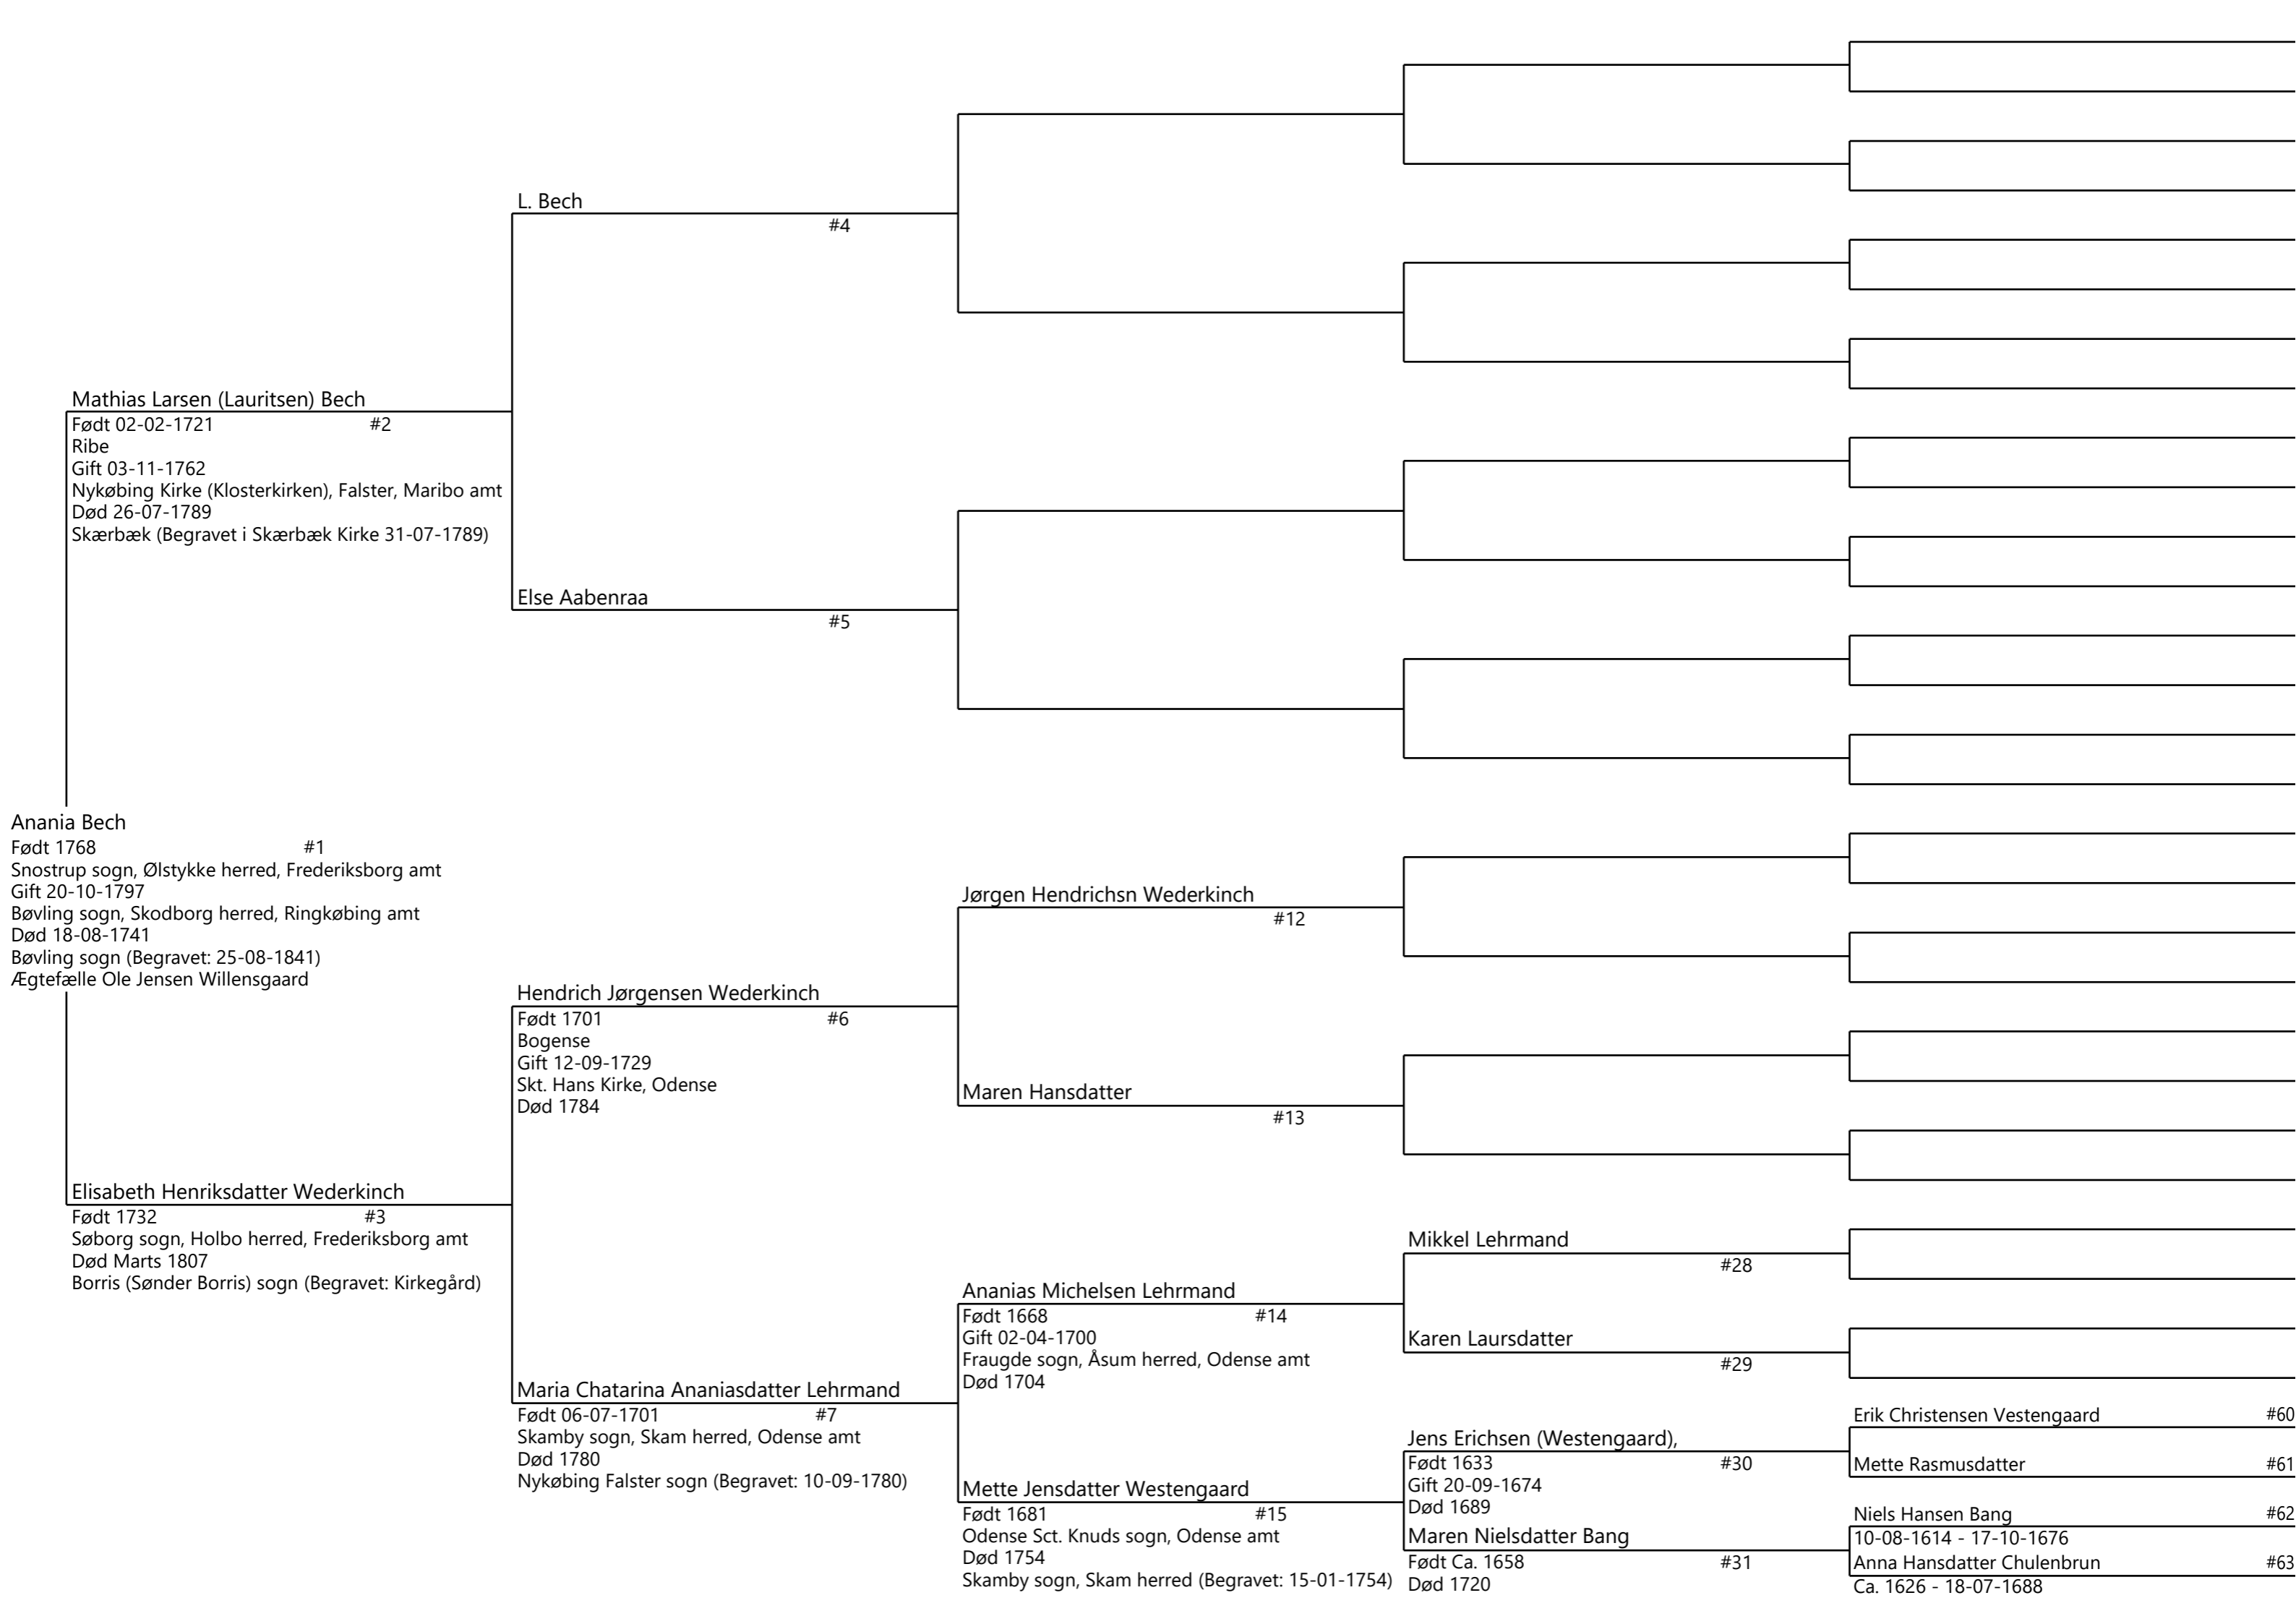 L. Bech
#4
Mathias Larsen (Lauritsen) Bech
Født 02-02-1721 #2
Ribe
Gift 03-11-1762
Nykøbing Kirke (Klosterkirken), Falster, Maribo amt
Død 26-07-1789
Skærbæk (Begravet i Skærbæk Kirke 31-07-1789)
Else Aabenraa
#5
Anania Bech
Født 1768 #1
Snostrup sogn, Ølstykke herred, Frederiksborg amt
Gift 20-10-1797
Bøvling sogn, Skodborg herred, Ringkøbing amt
Død 18-08-1741
Bøvling sogn (Begravet: 25-08-1841)
Ægtefælle Ole Jensen Willensgaard
Jørgen Hendrichsn Wederkinch
#12
Hendrich Jørgensen Wederkinch
Født 1701 #6
Bogense
Gift 12-09-1729
Skt. Hans Kirke, Odense
Død 1784
Maren Hansdatter
#13
Elisabeth Henriksdatter Wederkinch
Født 1732 #3
Søborg sogn, Holbo herred, Frederiksborg amt
Død Marts 1807
Borris (Sønder Borris) sogn (Begravet: Kirkegård)
Mikkel Lehrmand
#28
Ananias Michelsen Lehrmand
Født 1668 #14
Gift 02-04-1700
Fraugde sogn, Åsum herred, Odense amt
Død 1704
Karen Laursdatter
#29
Maria Chatarina Ananiasdatter Lehrmand
Født 06-07-1701 #7
Skamby sogn, Skam herred, Odense amt
Død 1780
Nykøbing Falster sogn (Begravet: 10-09-1780)
Erik Christensen Vestengaard #60
Jens Erichsen (Westengaard),
Født 1633 #30
Gift 20-09-1674
Død 1689
Mette Rasmusdatter #61
Mette Jensdatter Westengaard
Født 1681 #15
Odense Sct. Knuds sogn, Odense amt
Død 1754
Skamby sogn, Skam herred (Begravet: 15-01-1754)
Niels Hansen Bang #62
10-08-1614 - 17-10-1676
Maren Nielsdatter Bang
Født Ca. 1658 #31
Død 1720
Anna Hansdatter Chulenbrun #63
Ca. 1626 - 18-07-1688